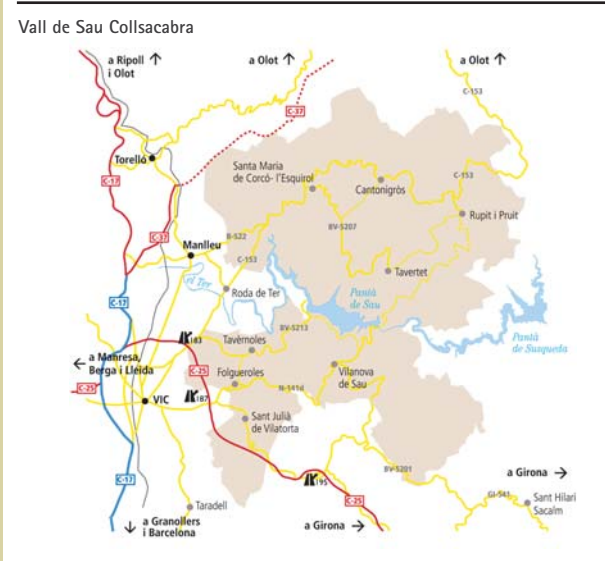 Vall de Sau Collsacabra
a Ripoll ↑
i Olot
a Olot ↑
a Olot ↑
C-153
C-37
Torelló
Santa Maria
de Corcó- l'Esquirol
Cantonigròs
C-153
C-17
Rupit i Pruit
BV-5207
C-37
B-522
Manlleu
C-153
Tavertet
el Ter
Roda de Ter
Pantà
de Sau
C-17
BV-5213
Pantà
de Susqueda
183
Tavèrnoles
← a Manresa,
Berga i Lleida
C-25
Folgueroles
Vilanova
de Sau
C-25
N-141d
187
VIC
Sant Julià
de Vilatorta
C-17
195
BV-5201
a Girona →
Taradell
C-25
GI-541
Sant Hilari
Sacalm
↓ a Granollers
i Barcelona
a Girona →